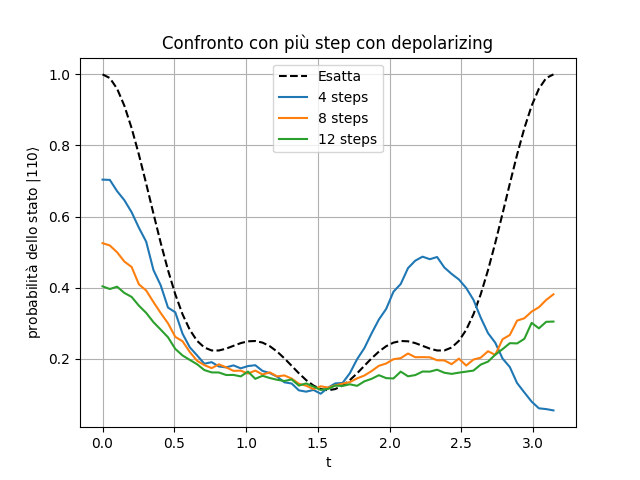 Confronto con più step con depolarizing
Esatta
4 steps
8 steps
12 steps
probabilità dello stato |110⟩
1.0
0.8
0.6
0.4
0.2
0.0 0.5 1.0 1.5 2.0 2.5 3.0
t